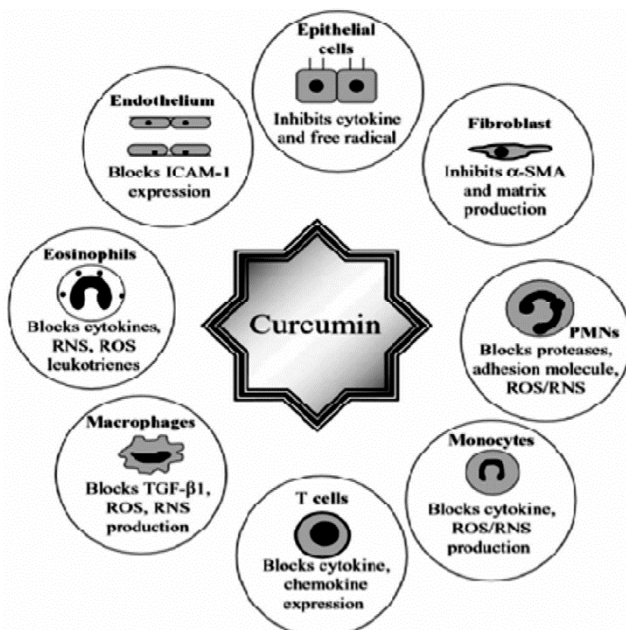 Epithelial
cells
Inhibits cytokine
and free radical
Endothelium
Blocks ICAM-1
expression
Fibroblast
Inhibits α-SMA
and matrix
production
Eosinophils
Blocks cytokines,
RNS, ROS
leukotrienes
Curcumin
PMNs
Blocks proteases,
adhesion molecule,
ROS/RNS
Macrophages
Blocks TGF-β1,
ROS, RNS
production
T cells
Blocks cytokine,
chemokine
expression
Monocytes
Blocks cytokine,
ROS/RNS
production